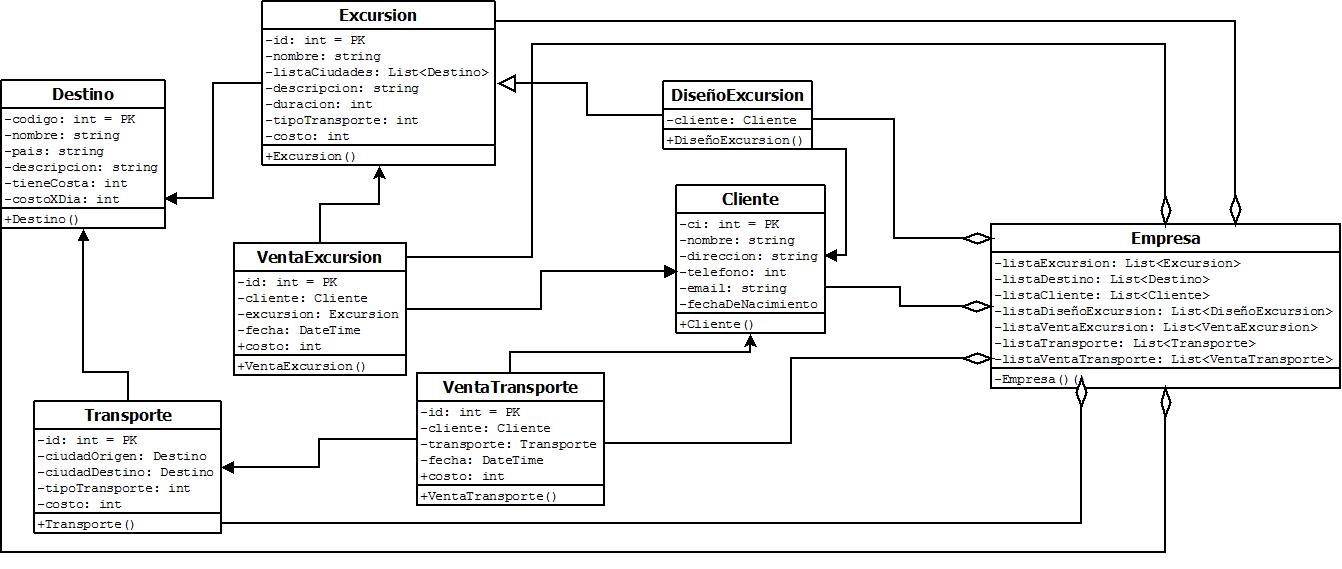 Excursion
-id: int = PK
-nombre: string
-listaCiudades: List<Destino>
-descripcion: string
-duracion: int
-tipoTransporte: int
-costo: int
+Excursion()
Destino
-codigo: int = PK
-nombre: string
-pais: string
-descripcion: string
-tieneCosta: int
-costoXDia: int
+Destino()
DiseñoExcursion
-cliente: Cliente
+DiseñoExcursion()
Cliente
-ci: int = PK
-nombre: string
-direccion: string
-telefono: int
-email: string
-fechaDeNacimiento
+Cliente()
Empresa
-listaExcursion: List<Excursion>
-listaDestino: List<Destino>
-listaCliente: List<Cliente>
-listaDiseñoExcursion: List<DiseñoExcursion>
-listaVentaExcursion: List<VentaExcursion>
-listaTransporte: List<Transporte>
-listaVentaTransporte: List<VentaTransporte>
-Empresa()(
VentaExcursion
-id: int = PK
-cliente: Cliente
-excursion: Excursion
-fecha: DateTime
+costo: int
+VentaExcursion()
VentaTransporte
-id: int = PK
-cliente: Cliente
-transporte: Transporte
-fecha: DateTime
+costo: int
+VentaTransporte()
Transporte
-id: int = PK
-ciudadOrigen: Destino
-ciudadDestino: Destino
-tipoTransporte: int
-costo: int
+Transporte()